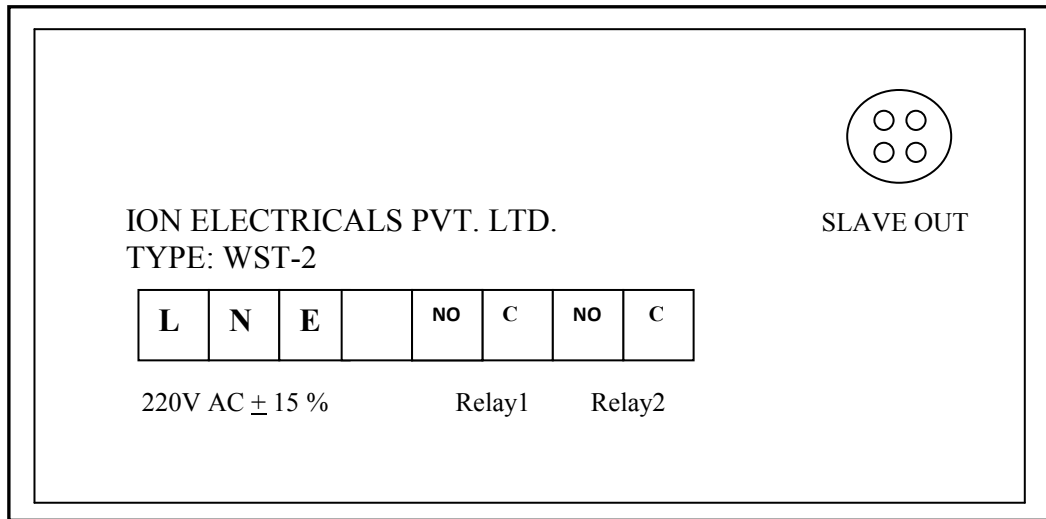 SLAVE OUT
ION ELECTRICALS PVT. LTD.
TYPE: WST-2
L N E NO C NO C
220V AC ± 15 % Relay1 Relay2